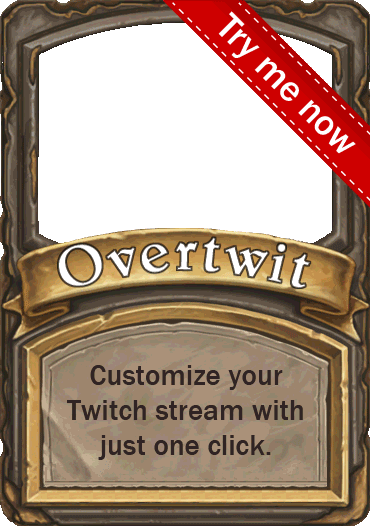 Try me now
Overtwit
Customize your
Twitch stream with
just one click.